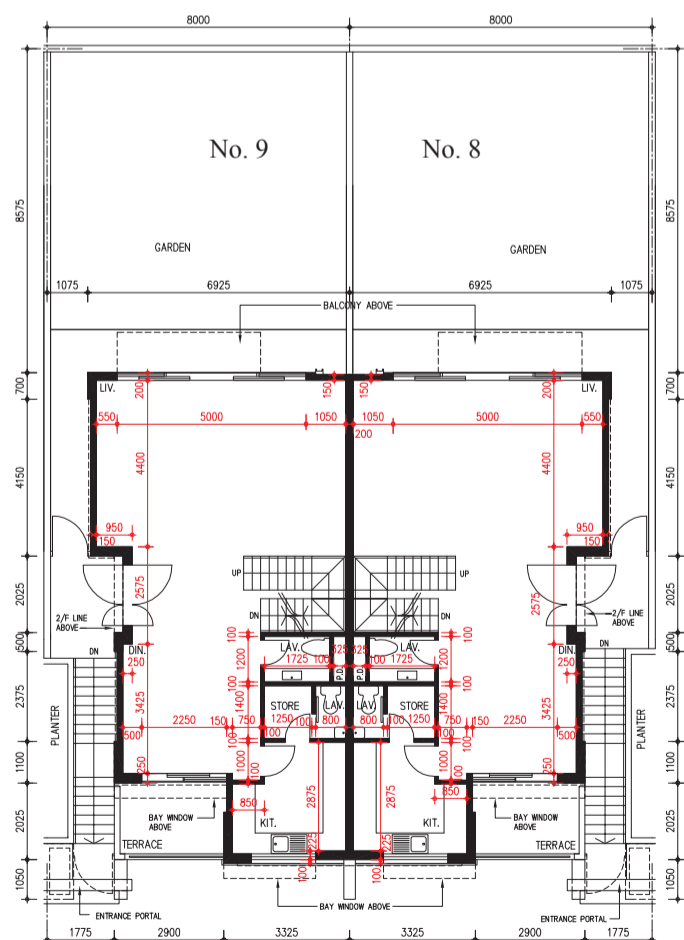 8000 8000
No. 9 No. 8
8575 8575
GARDEN GARDEN
1075 6925 6925 1075
BALCONY ABOVE
700 LIV. 200 150 150 200 LIV. 700
550 5000 1050 1050 5000 550
200
4150 4400 4400 4150
950 950
150 150
UP UP
2025 2575 2575 2025
2/F LINE ABOVE DN DN 2/F LINE ABOVE
500 DN DIN. 100 325 325 100 DIN. DN 500
250 LAV. LAV. 250
1200 1725 100 P.D. P.D. 100 1725 1200
100 100
2375 3425 1400 STORE LAV. LAV. STORE 1400 3425 2375
PLANTER 1250 800 800 1250 PLANTER
2250 150 750 100 100 750 150 2250
500 100 100 100 100 500
1100 250 1000 100 2875 2875 1000 100 250 1100
850 850
BAY WINDOW ABOVE KIT. KIT. BAY WINDOW ABOVE
2025 TERRACE 225 225 TERRACE 2025
100 100
1050 BAY WINDOW ABOVE 1050
ENTRANCE PORTAL ENTRANCE PORTAL
1775 2900 3325 3325 2900 1775